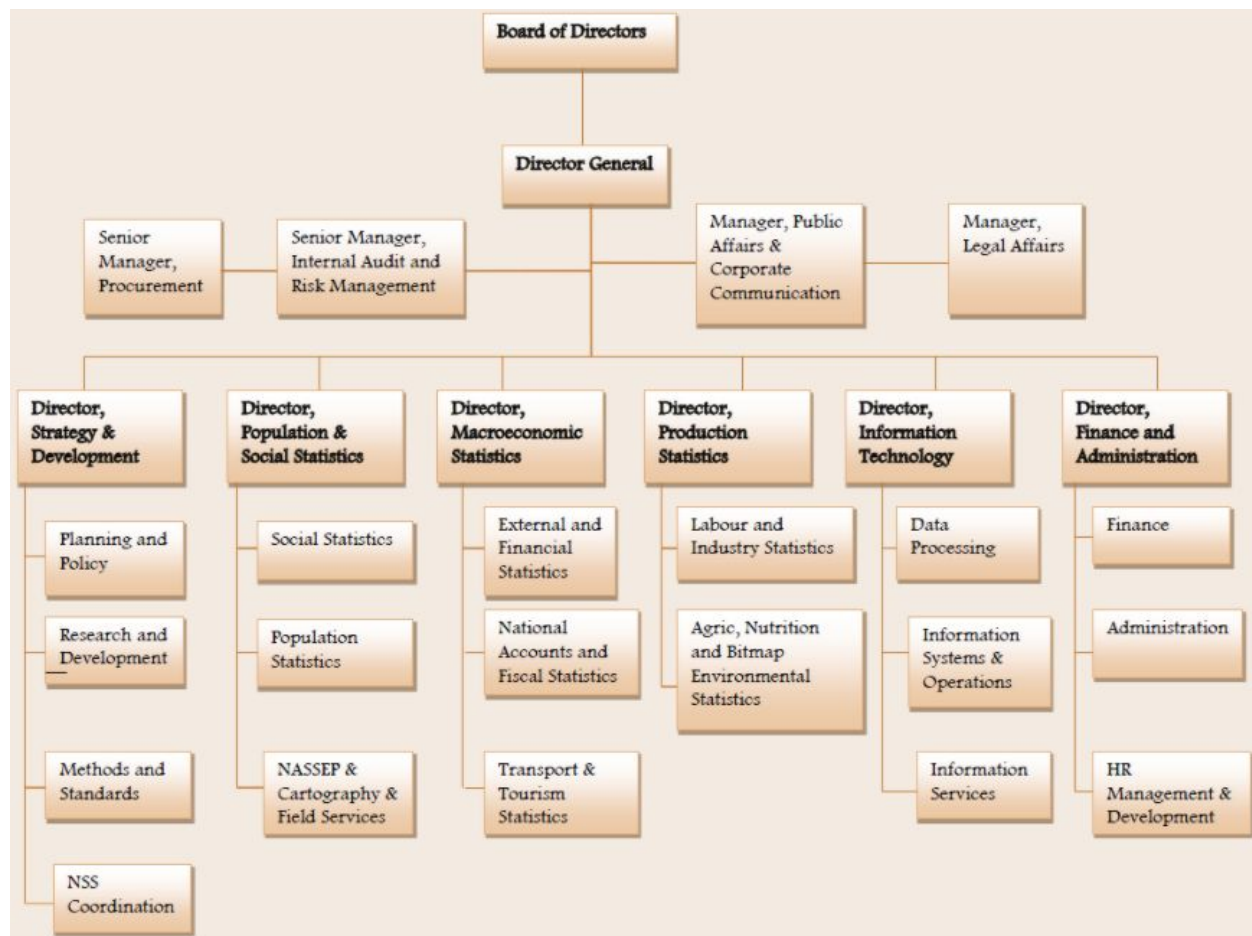 Board of Directors
Director General
Senior
Manager,
Procurement
Senior Manager,
Internal Audit and
Risk Management
Manager, Public
Affairs &
Corporate
Communication
Manager,
Legal Affairs
Director,
Strategy &
Development
Director,
Population &
Social Statistics
Director,
Macroeconomic
Statistics
Director,
Production
Statistics
Director,
Information
Technology
Director,
Finance and
Administration
Planning and
Policy
Research and
Development
Methods and
Standards
NSS
Coordination
Social Statistics
Population
Statistics
NASSEP &
Cartography &
Field Services
External and
Financial
Statistics
National
Accounts and
Fiscal Statistics
Transport &
Tourism
Statistics
Labour and
Industry Statistics
Agric, Nutrition
and Bitmap
Environmental
Statistics
Data
Processing
Information
Systems &
Operations
Information
Services
Finance
Administration
HR
Management &
Development